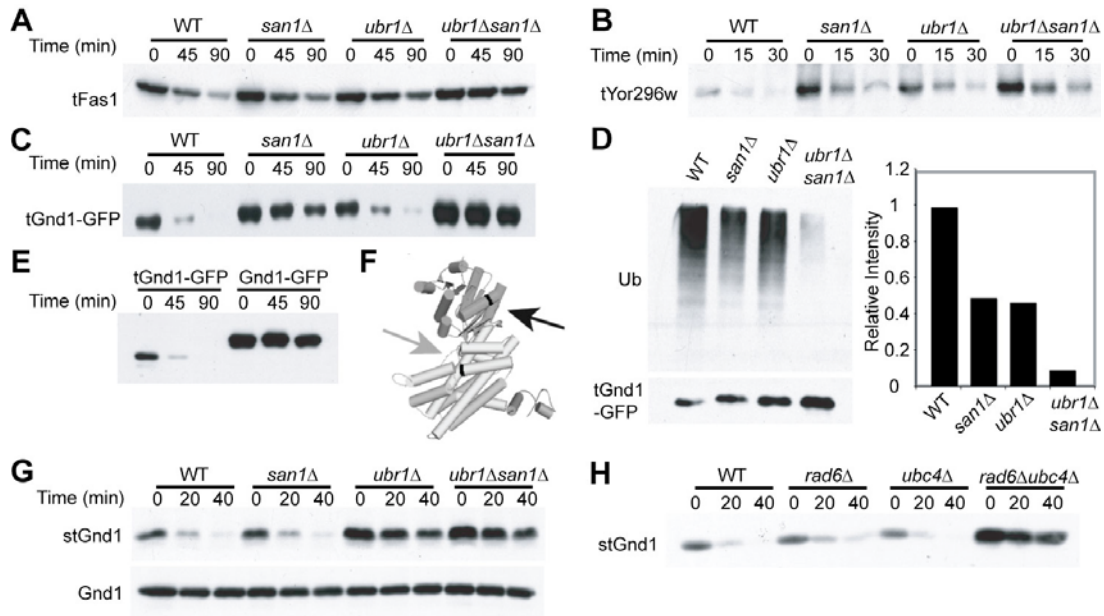 A
WT san1Δ ubr1Δ ubr1Δsan1Δ
Time (min) 0 45 90 0 45 90 0 45 90 0 45 90
tFas1
B
WT san1Δ ubr1Δ ubr1Δsan1Δ
Time (min) 0 15 30 0 15 30 0 15 30 0 15 30
tYor296w
C
WT san1Δ ubr1Δ ubr1Δsan1Δ
Time (min) 0 45 90 0 45 90 0 45 90 0 45 90
tGnd1-GFP
D
WT san1Δ ubr1Δ ubr1Δ
san1Δ
Ub
tGnd1
-GFP
Relative Intensity
1.2
1
0.8
0.6
0.4
0.2
0
WT san1Δ ubr1Δ ubr1Δ
san1Δ
E
tGnd1-GFP Gnd1-GFP
Time (min) 0 45 90 0 45 90
F
G
WT san1Δ ubr1Δ ubr1Δsan1Δ
Time (min) 0 20 40 0 20 40 0 20 40 0 20 40
stGnd1
Gnd1
H
WT rad6Δ ubc4Δ rad6Δubc4Δ
Time (min) 0 20 40 0 20 40 0 20 40 0 20 40
stGnd1